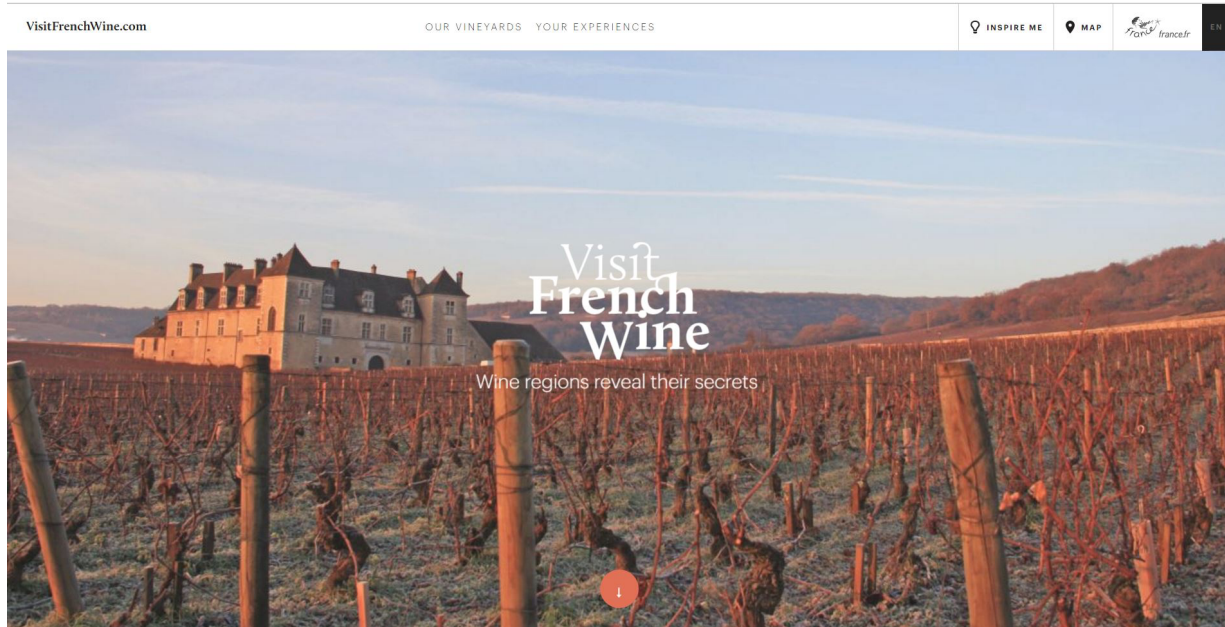 VisitFrenchWine.com
OUR VINEYARDS YOUR EXPERIENCES
INSPIRE ME
MAP
france.fr
EN
Visit
French
Wine
Wine regions reveal their secrets